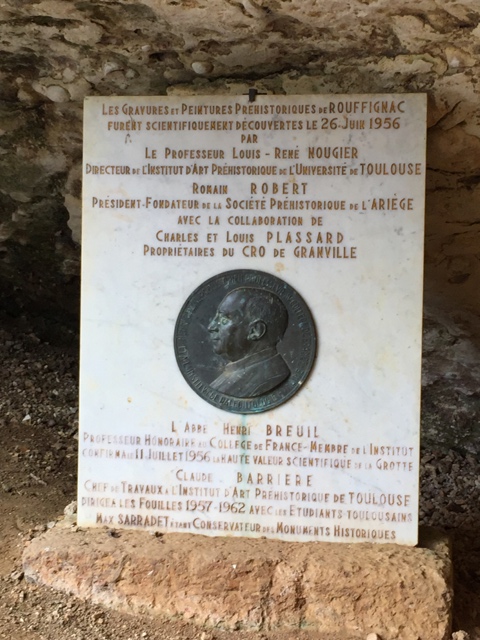 LES GRAVURES ET PEINTURES PRÉHISTORIQUES DE ROUFFIGNAC
FURENT SCIENTIFIQUEMENT DÉCOUVERTES LE 26 JUIN 1956
PAR
LE PROFESSEUR LOUIS-RENÉ NOUGIER
DIRECTEUR DE L'INSTITUT D'ART PRÉHISTORIQUE DE L'UNIVERSITÉ DE TOULOUSE
ROMAIN ROBERT
PRÉSIDENT-FONDATEUR DE LA SOCIÉTÉ PRÉHISTORIQUE DE L'ARIÈGE
AVEC LA COLLABORATION DE
CHARLES ET LOUIS PLASSARD
PROPRIÉTAIRES DU CRO DE GRANVILLE
L'ABBÉ HENRI BREUIL
PROFESSEUR HONORAIRE AU COLLÈGE DE FRANCE-MEMBRE DE L'INSTITUT
CONFIRMA LE 11 JUILLET 1956 LA HAUTE VALEUR SCIENTIFIQUE DE LA GROTTE
CLAUDE BARRIERE
CHEF DE TRAVAUX À L'INSTITUT D'ART PRÉHISTORIQUE DE TOULOUSE
DIRIGEA LES FOUILLES 1957-1962 AVEC LES ETUDIANTS TOULOUSAINS
MAX SARRADET ÉTANT CONSERVATEUR DES MONUMENTS HISTORIQUES